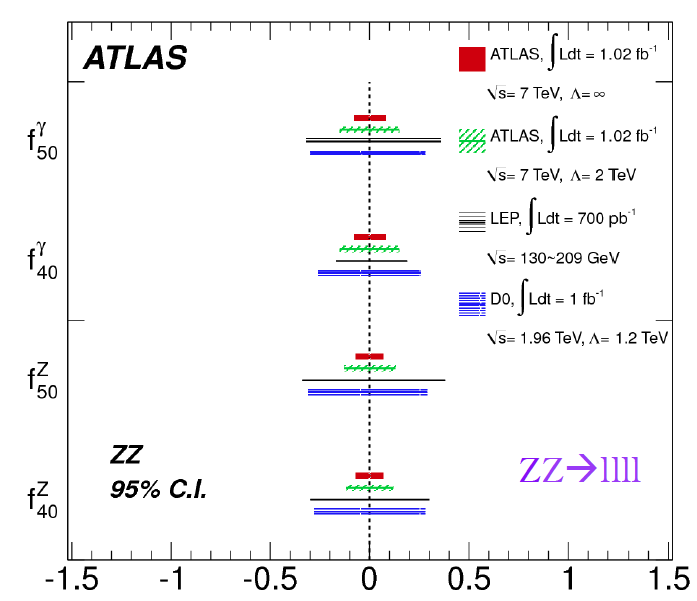 ATLAS
ATLAS, ∫Ldt = 1.02 fb⁻¹
√s= 7 TeV, Λ= ∞
ATLAS, ∫Ldt = 1.02 fb⁻¹
√s= 7 TeV, Λ= 2 TeV
LEP, ∫Ldt = 700 pb⁻¹
√s= 130~209 GeV
D0, ∫Ldt = 1 fb⁻¹
√s= 1.96 TeV, Λ= 1.2 TeV
f₅₀^γ
f₄₀^γ
f₅₀^Z
f₄₀^Z
ZZ
95% C.I.
ZZ→llll
-1.5 -1 -0.5 0 0.5 1 1.5